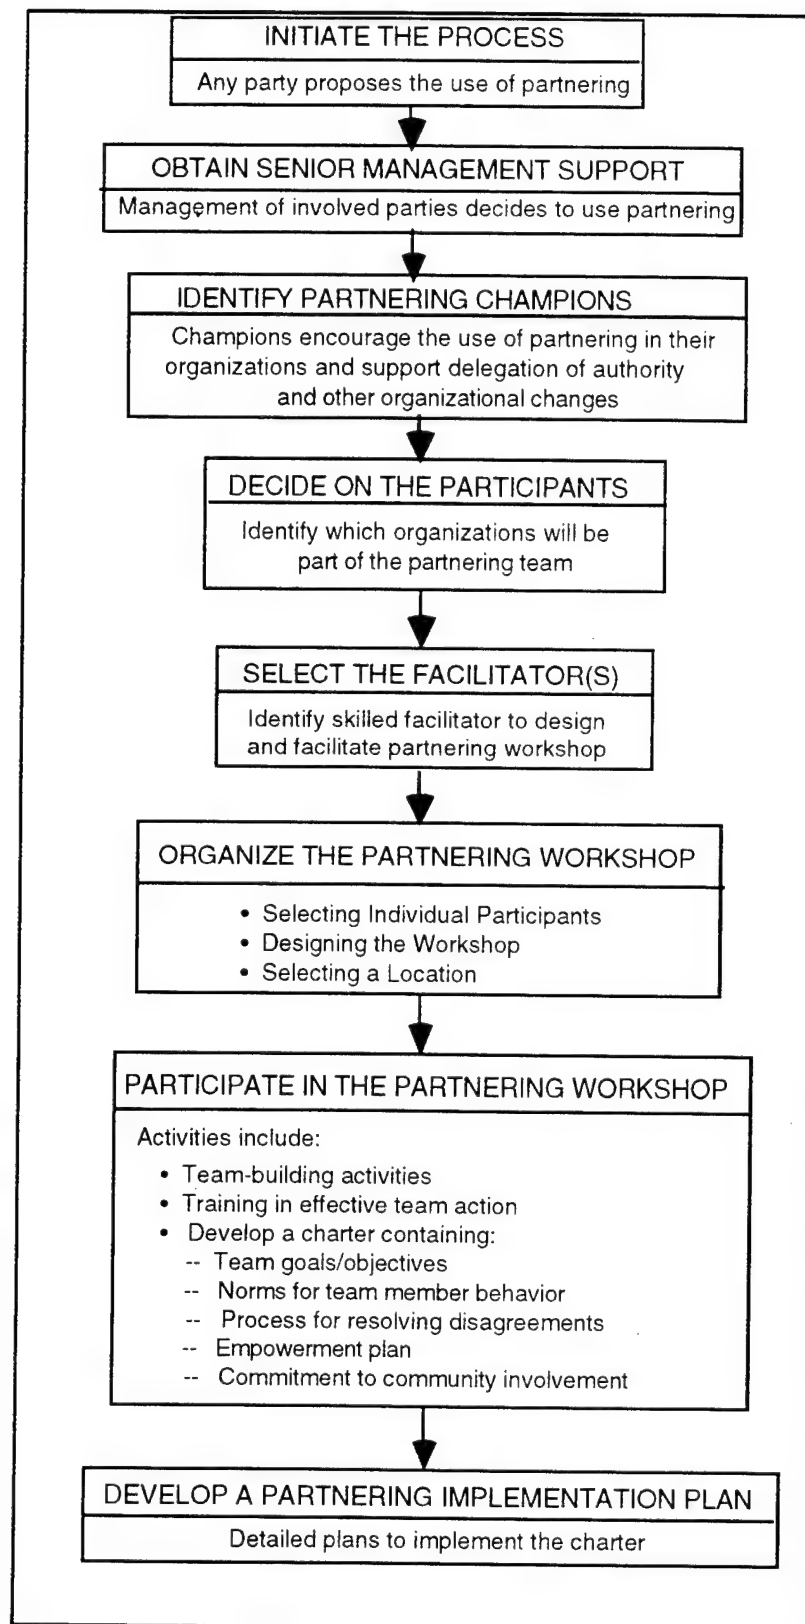 INITIATE THE PROCESS
Any party proposes the use of partnering
OBTAIN SENIOR MANAGEMENT SUPPORT
Management of involved parties decides to use partnering
IDENTIFY PARTNERING CHAMPIONS
Champions encourage the use of partnering in their
organizations and support delegation of authority
and other organizational changes
DECIDE ON THE PARTICIPANTS
Identify which organizations will be
part of the partnering team
SELECT THE FACILITATOR(S)
Identify skilled facilitator to design
and facilitate partnering workshop
ORGANIZE THE PARTNERING WORKSHOP
• Selecting Individual Participants
• Designing the Workshop
• Selecting a Location
PARTICIPATE IN THE PARTNERING WORKSHOP
Activities include:
• Team-building activities
• Training in effective team action
• Develop a charter containing:
-- Team goals/objectives
-- Norms for team member behavior
-- Process for resolving disagreements
-- Empowerment plan
-- Commitment to community involvement
DEVELOP A PARTNERING IMPLEMENTATION PLAN
Detailed plans to implement the charter